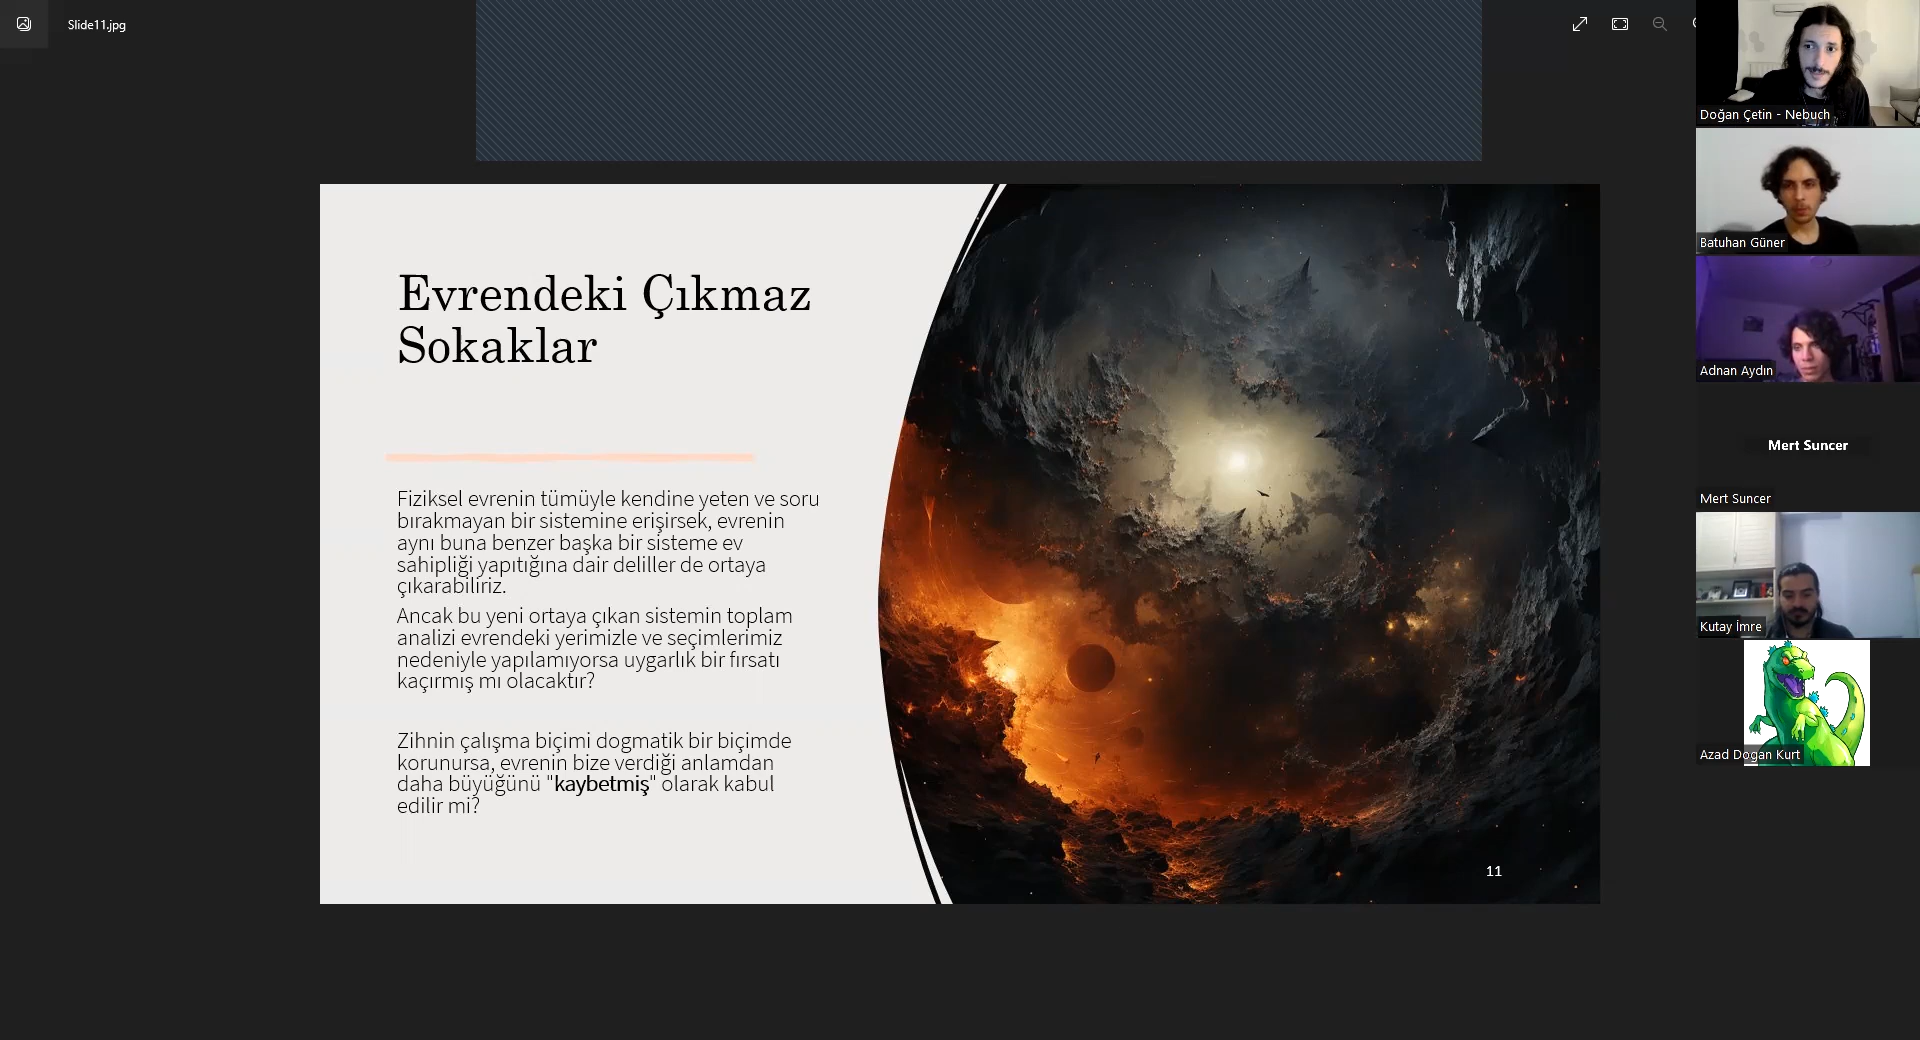 Slide11.jpg
Doğan Çetin - Nebuch
Batuhan Güner
Adnan Aydın
Mert Suncer
Mert Suncer
Kutay İmre
Azad Dogan Kurt
Evrendeki Çıkmaz
Sokaklar
Fiziksel evrenin tümüyle kendine yeten ve soru
bırakmayan bir sistemine erişirsek, evrenin
aynı buna benzer başka bir sisteme ev
sahipliği yapıtığına dair deliller de ortaya
çıkarabiliriz.
Ancak bu yeni ortaya çıkan sistemin toplam
analizi evrendeki yerimizle ve seçimlerimiz
nedeniyle yapılamıyorsa uygarlık bir fırsatı
kaçırmış mı olacaktır?
Zihnin çalışma biçimi dogmatik bir biçimde
korunursa, evrenin bize verdiği anlamdan
daha büyüğünü "kaybetmiş" olarak kabul
edilir mi?
11